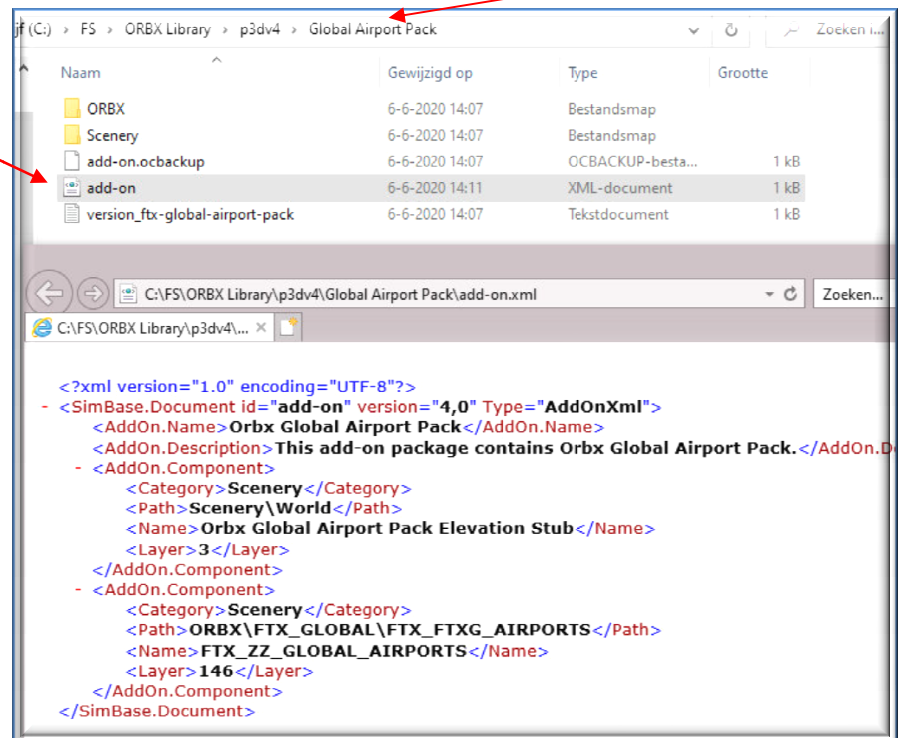 jf (C:) > FS > ORBX Library > p3dv4 > Global Airport Pack Zoeken i...
Naam Gewijzigd op Type Grootte
ORBX 6-6-2020 14:07 Bestandsmap
Scenery 6-6-2020 14:07 Bestandsmap
add-on.ocbackup 6-6-2020 14:07 OCBACKUP-besta... 1 kB
add-on 6-6-2020 14:11 XML-document 1 kB
version_ftx-global-airport-pack 6-6-2020 14:07 Tekstdocument 1 kB
C:\FS\ORBX Library\p3dv4\Global Airport Pack\add-on.xml Zoeken...
C:\FS\ORBX Library\p3dv4\... ×
<?xml version="1.0" encoding="UTF-8"?>
- <SimBase.Document id="add-on" version="4,0" Type="AddOnXml">
<AddOn.Name>Orbx Global Airport Pack</AddOn.Name>
<AddOn.Description>This add-on package contains Orbx Global Airport Pack.</AddOn.D
- <AddOn.Component>
<Category>Scenery</Category>
<Path>Scenery\World</Path>
<Name>Orbx Global Airport Pack Elevation Stub</Name>
<Layer>3</Layer>
</AddOn.Component>
- <AddOn.Component>
<Category>Scenery</Category>
<Path>ORBX\FTX_GLOBAL\FTX_FTXG_AIRPORTS</Path>
<Name>FTX_ZZ_GLOBAL_AIRPORTS</Name>
<Layer>146</Layer>
</AddOn.Component>
</SimBase.Document>